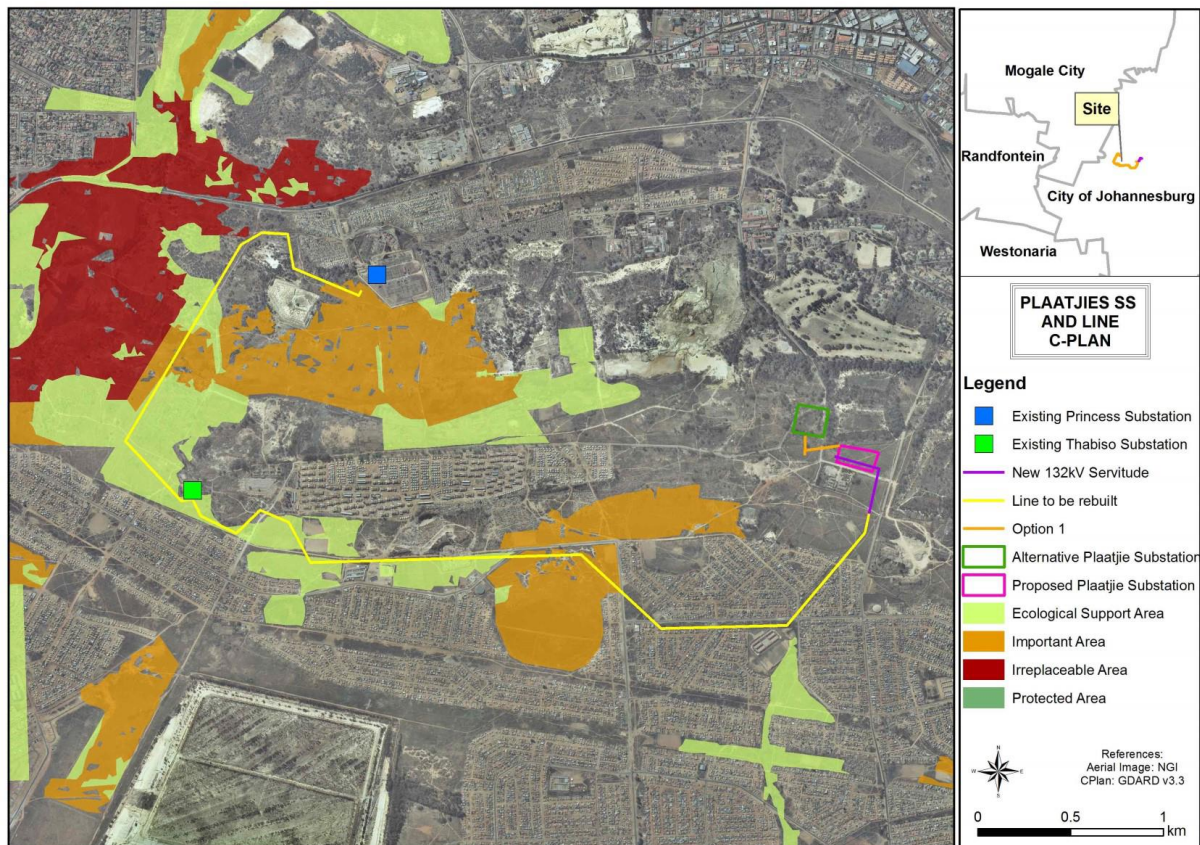 Mogale City
Site
Randfontein
City of Johannesburg
Westonaria
PLAATJIES SS
AND LINE
C-PLAN
Legend
Existing Princess Substation
Existing Thabiso Substation
New 132kV Servitude
Line to be rebuilt
Option 1
Alternative Plaatjie Substation
Proposed Plaatjie Substation
Ecological Support Area
Important Area
Irreplaceable Area
Protected Area
N
W E
S
References:
Aerial Image: NGI
CPlan: GDARD v3.3
0 0.5 1
km